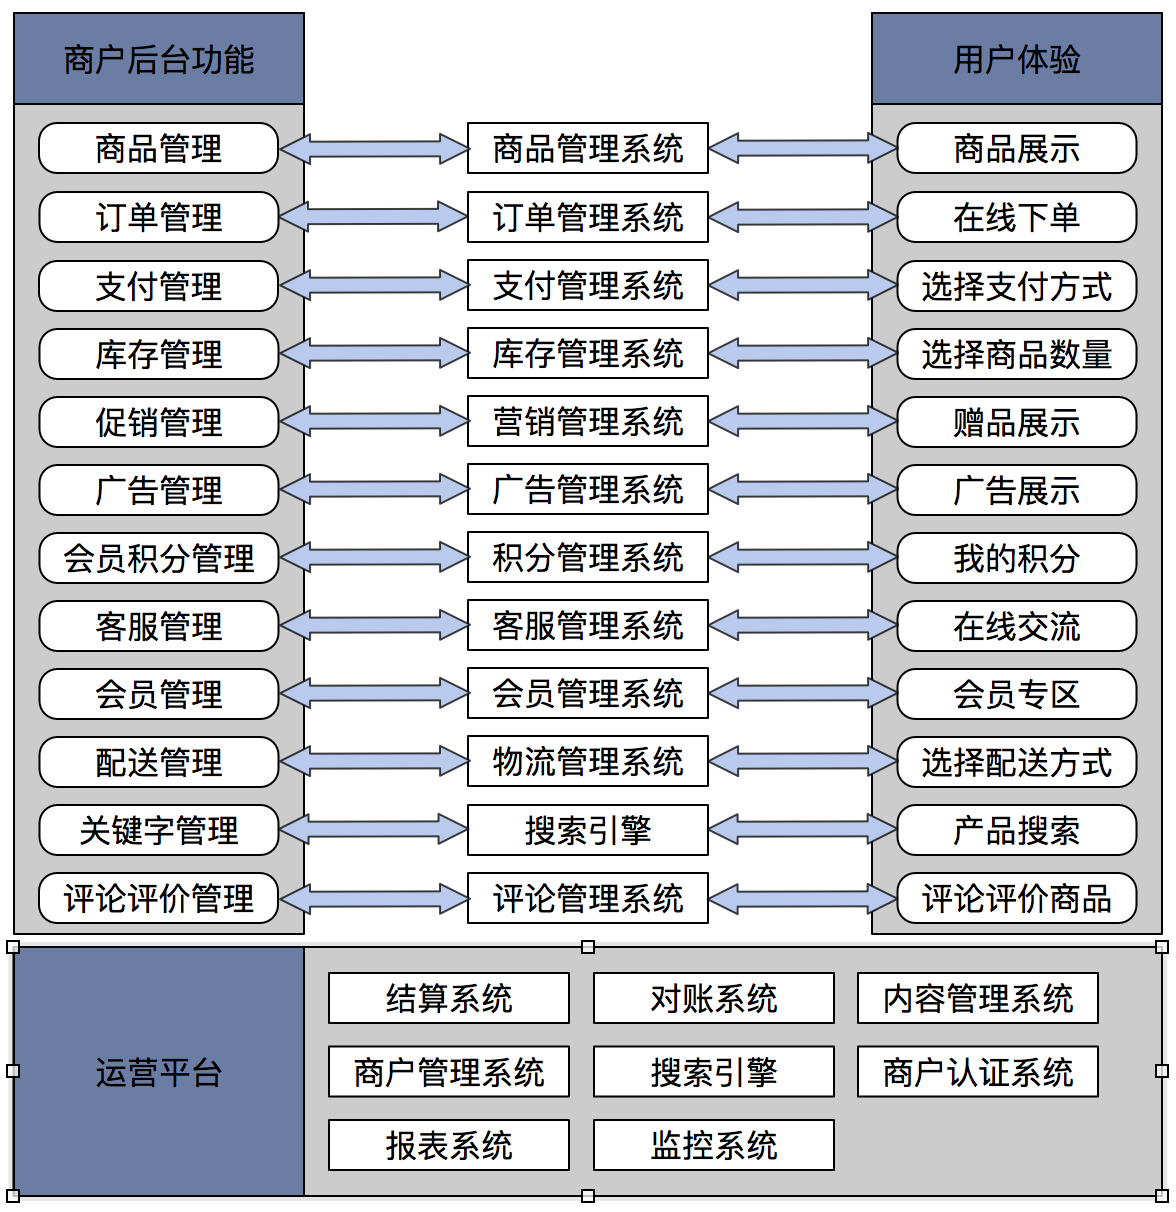 商户后台功能
用户体验
商品管理
商品管理系统
商品展示
订单管理
订单管理系统
在线下单
支付管理
支付管理系统
选择支付方式
库存管理
库存管理系统
选择商品数量
促销管理
营销管理系统
赠品展示
广告管理
广告管理系统
广告展示
会员积分管理
积分管理系统
我的积分
客服管理
客服管理系统
在线交流
会员管理
会员管理系统
会员专区
配送管理
物流管理系统
选择配送方式
关键字管理
搜索引擎
产品搜索
评论评价管理
评论管理系统
评论评价商品
运营平台
结算系统
对账系统
内容管理系统
商户管理系统
搜索引擎
商户认证系统
报表系统
监控系统